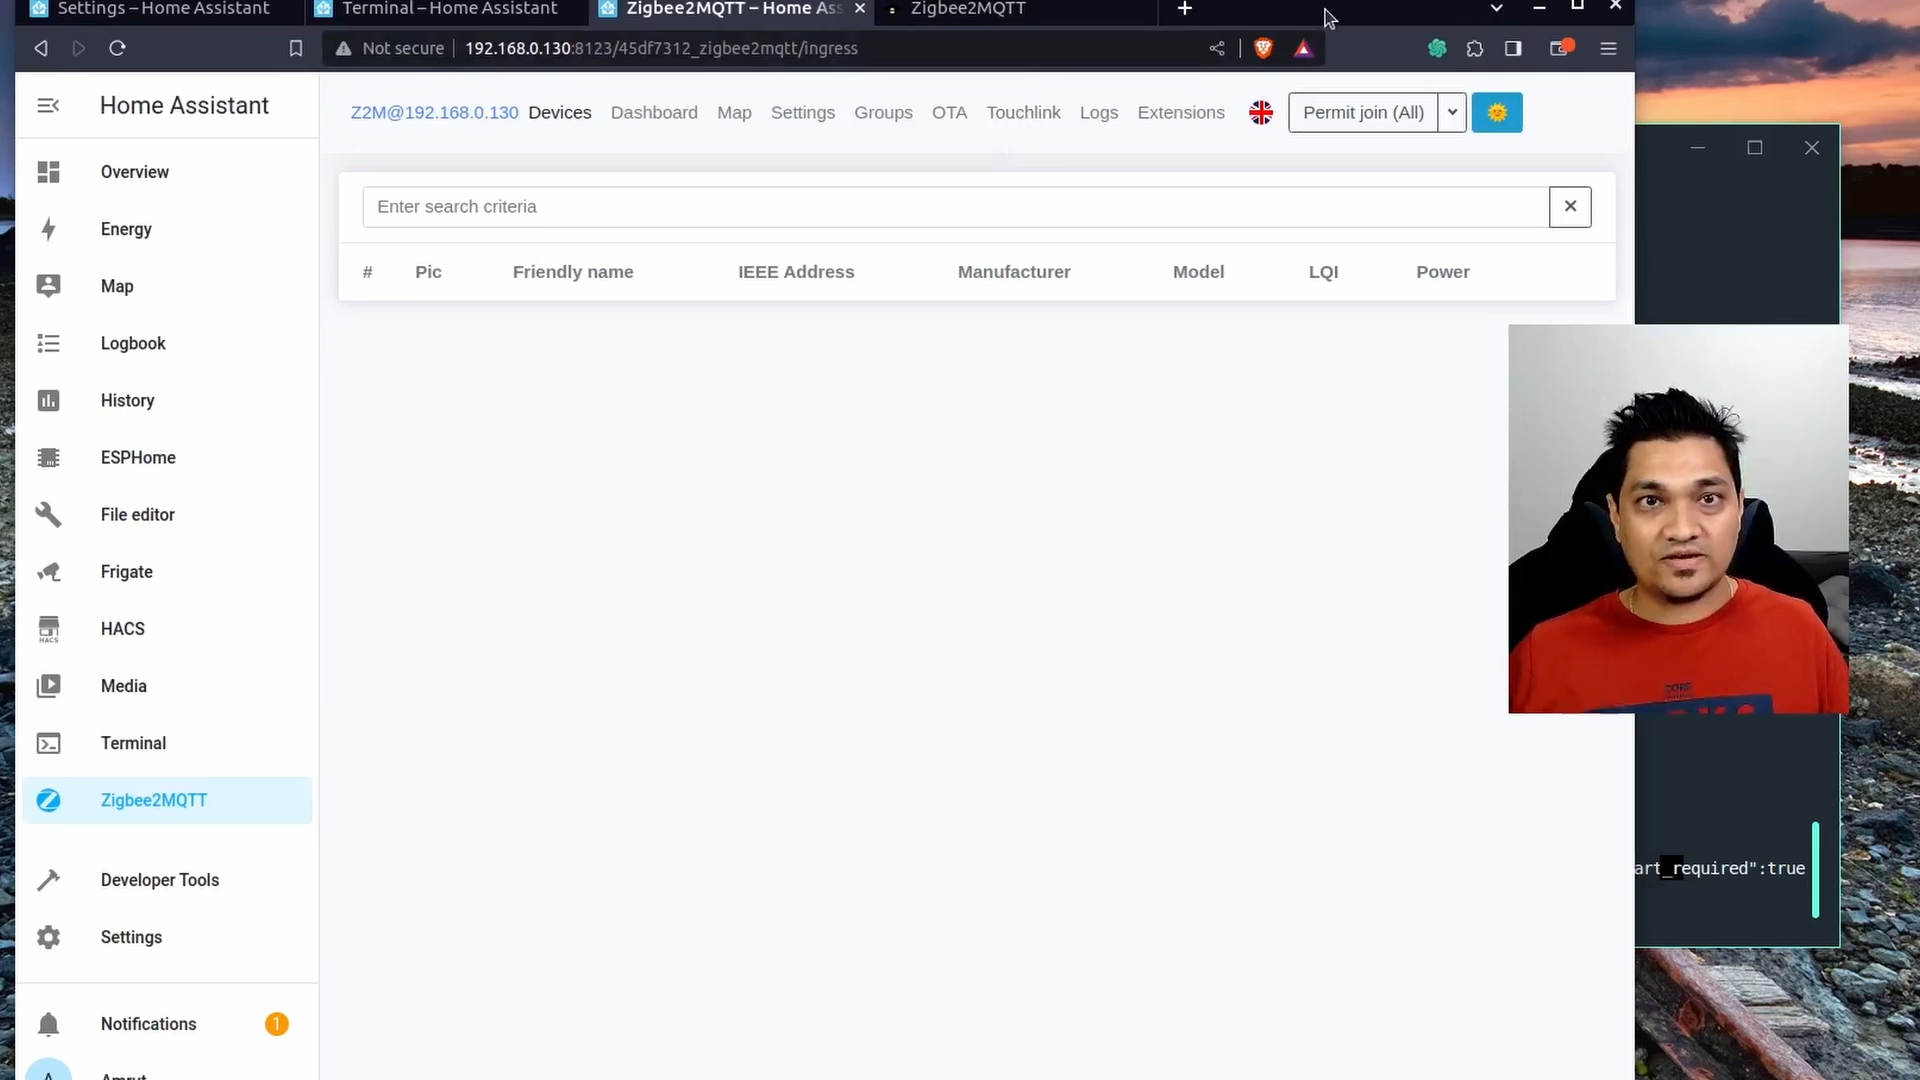 Settings – Home Assistant
Terminal – Home Assistant
Zigbee2MQTT – Home Ass
Zigbee2MQTT
Not secure
192.168.0.130:8123/45df7312_zigbee2mqtt/ingress
Home Assistant
Z2M@192.168.0.130 Devices Dashboard Map Settings Groups OTA Touchlink Logs Extensions
Permit join (All)
Overview
Energy
Map
Logbook
History
ESPHome
File editor
Frigate
HACS
HACS
Media
Terminal
Zigbee2MQTT
Developer Tools
Settings
Notifications
1
Enter search criteria
# Pic Friendly name IEEE Address Manufacturer Model LQI Power
CORP
art_required":true